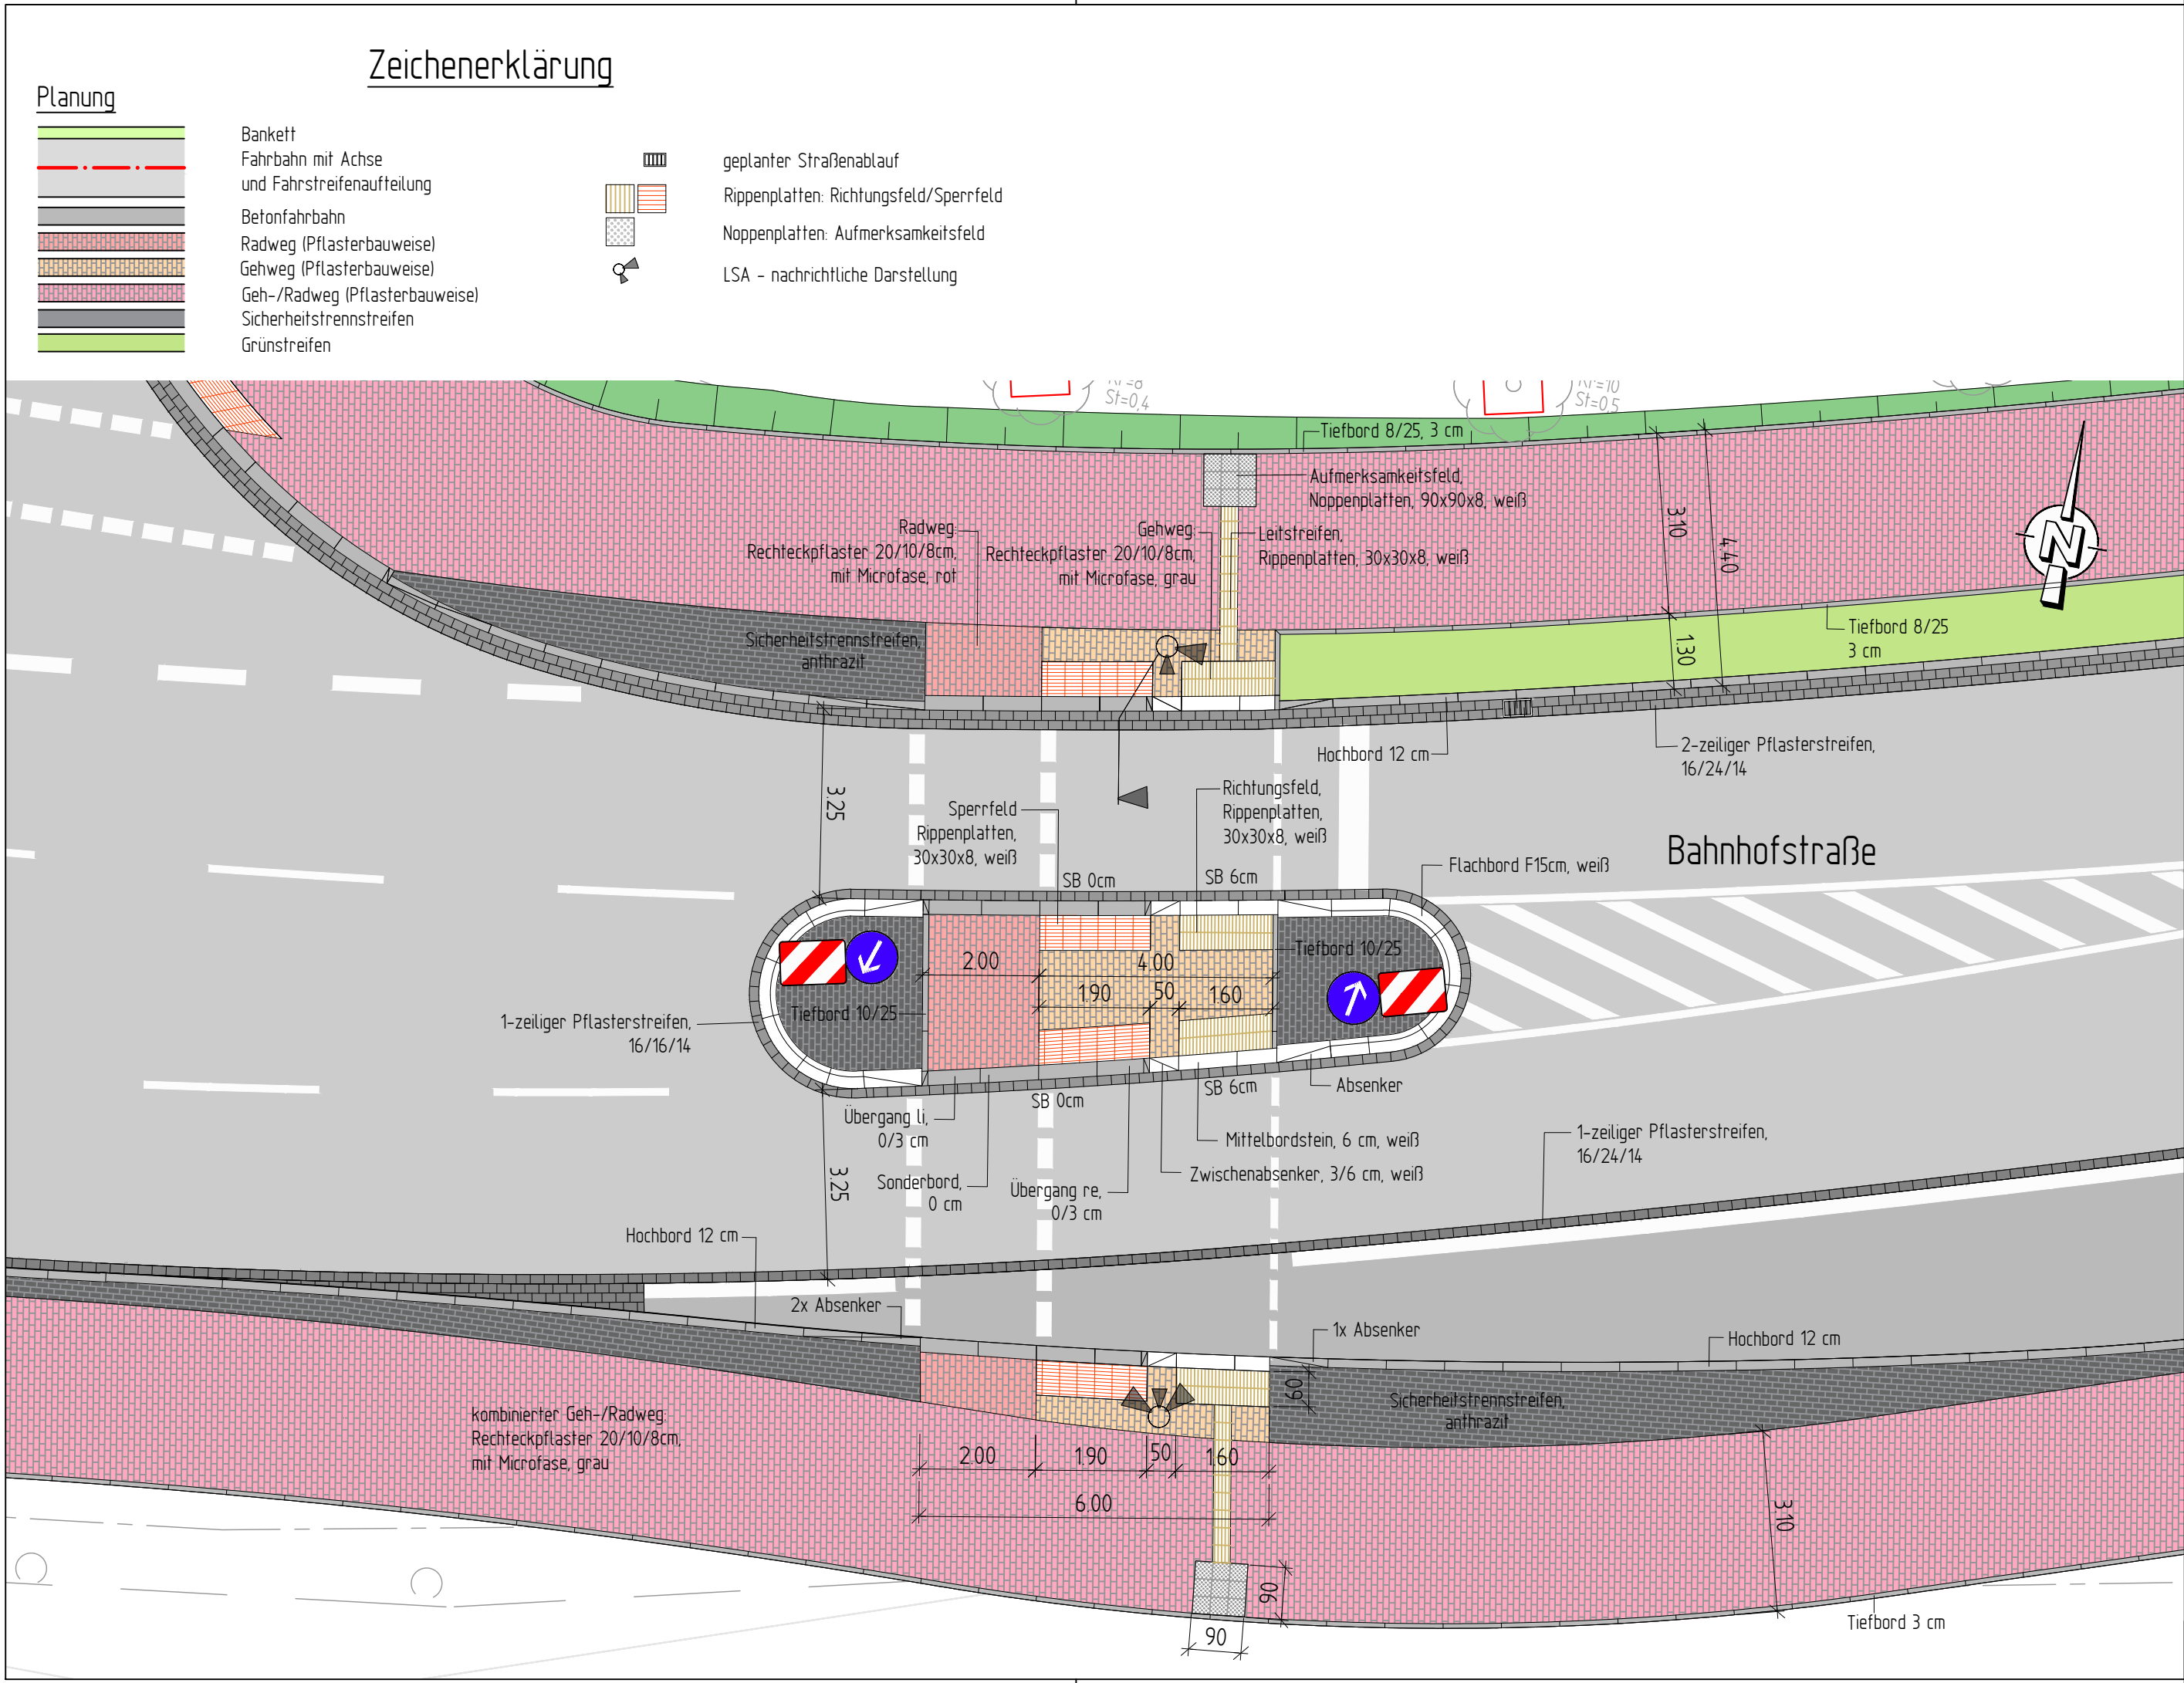 Zeichenerklärung
Planung
Bankett
Fahrbahn mit Achse
und Fahrstreifenaufteilung
Betonfahrbahn
Radweg (Pflasterbauweise)
Gehweg (Pflasterbauweise)
Geh-/Radweg (Pflasterbauweise)
Sicherheitstrennstreifen
Grünstreifen
geplanter Straßenablauf
Rippenplatten: Richtungsfeld/Sperrfeld
Noppenplatten: Aufmerksamkeitsfeld
LSA - nachrichtliche Darstellung
St=0,4
St=0,5
Tiefbord 8/25, 3 cm
Aufmerksamkeitsfeld,
Noppenplatten, 90x90x8, weiß
Radweg:
Rechteckpflaster 20/10/8cm,
mit Microfase, rot
Gehweg:
Rechteckpflaster 20/10/8cm,
mit Microfase, grau
Leitstreifen,
Rippenplatten, 30x30x8, weiß
3.10
4.40
N
Sicherheitstrennstreifen,
anthrazit
1.30
Tiefbord 8/25
3 cm
Hochbord 12 cm
2-zeiliger Pflasterstreifen,
16/24/14
3.25
Sperrfeld
Rippenplatten,
30x30x8, weiß
Richtungsfeld,
Rippenplatten,
30x30x8, weiß
Bahnhofstraße
SB 0cm
SB 6cm
Flachbord F15cm, weiß
Tiefbord 10/25
2.00
4.00
1.90
50
1.60
Tiefbord 10/25
1-zeiliger Pflasterstreifen,
16/16/14
SB 0cm
SB 6cm
Absenker
Übergang li,
0/3 cm
Mittelbordstein, 6 cm, weiß
1-zeiliger Pflasterstreifen,
16/24/14
3.25
Sonderbord,
0 cm
Übergang re,
0/3 cm
Zwischenabsenker, 3/6 cm, weiß
Hochbord 12 cm
2x Absenker
1x Absenker
Hochbord 12 cm
60
Sicherheitstrennstreifen,
anthrazit
kombinierter Geh-/Radweg:
Rechteckpflaster 20/10/8cm,
mit Microfase, grau
2.00
1.90
50
1.60
6.00
3.10
90
90
Tiefbord 3 cm